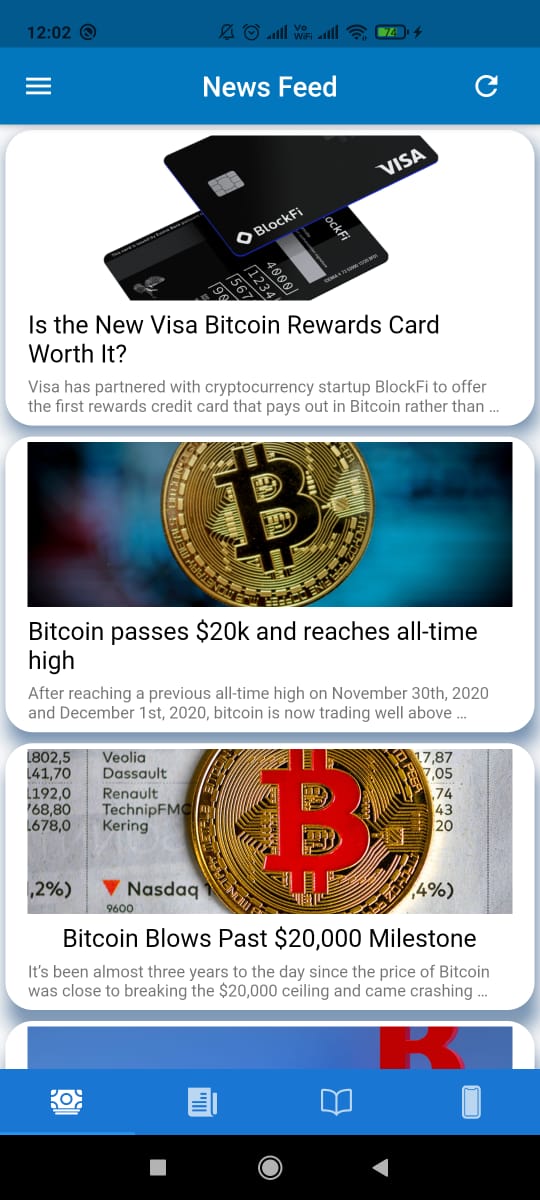 12:02
Vo
WiFi
74
News Feed
VISA
BlockFi
ockFi
4000
1234
567
90
Is the New Visa Bitcoin Rewards Card
Worth It?
Visa has partnered with cryptocurrency startup BlockFi to offer
the first rewards credit card that pays out in Bitcoin rather than ...
Bitcoin passes $20k and reaches all-time
high
After reaching a previous all-time high on November 30th, 2020
and December 1st, 2020, bitcoin is now trading well above ...
1802,5 Veolia 17,87
141,70 Dassault 7,05
1192,0 Renault ,74
768,80 TechnipFMC 43
1678,0 Kering 20
,2%) Nasdaq 1 ,4%)
9600
Bitcoin Blows Past $20,000 Milestone
It's been almost three years to the day since the price of Bitcoin
was close to breaking the $20,000 ceiling and came crashing ...